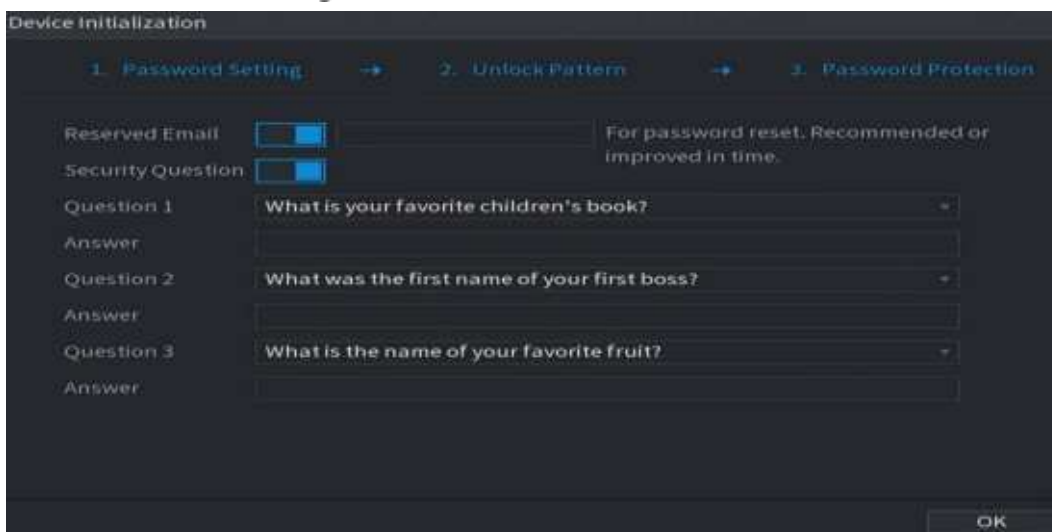 Device Initialization
1. Password Setting → 2. Unlock Pattern → 3. Password Protection
Reserved Email
For password reset. Recommended or
improved in time.
Security Question
Question 1 What is your favorite children's book?
Answer
Question 2 What was the first name of your first boss?
Answer
Question 3 What is the name of your favorite fruit?
Answer
OK